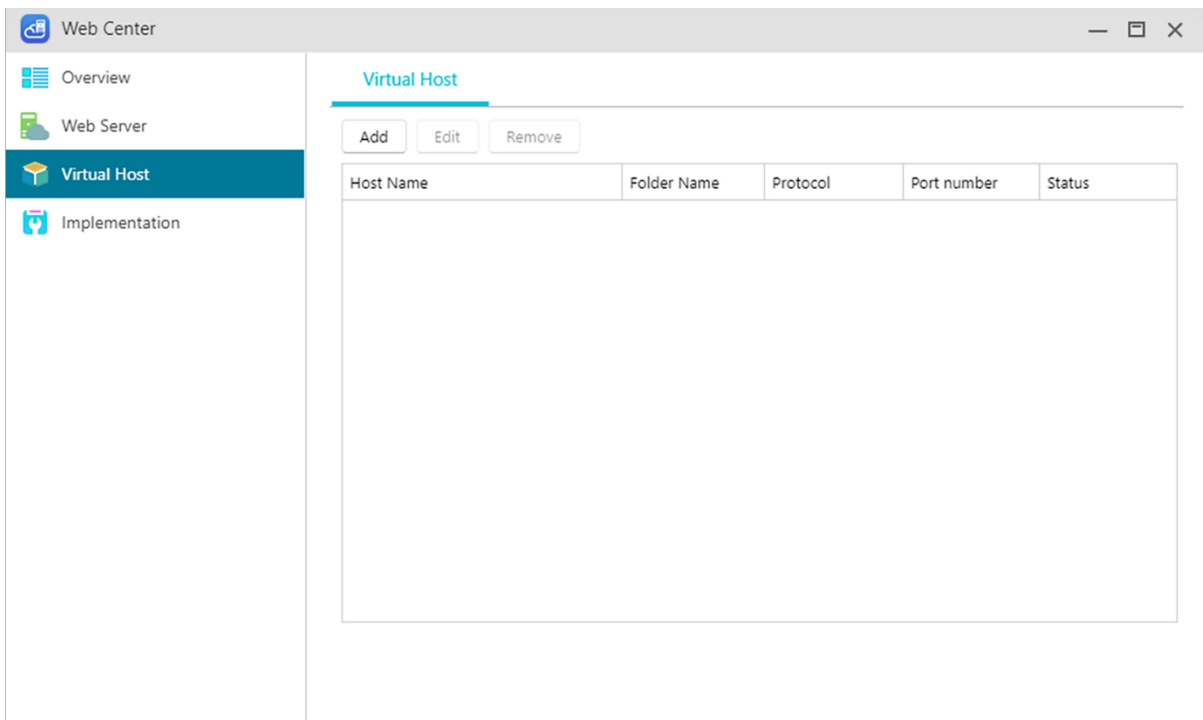 Web Center
Overview
Web Server
Virtual Host
Implementation
Virtual Host
Add Edit Remove
Host Name Folder Name Protocol Port number Status